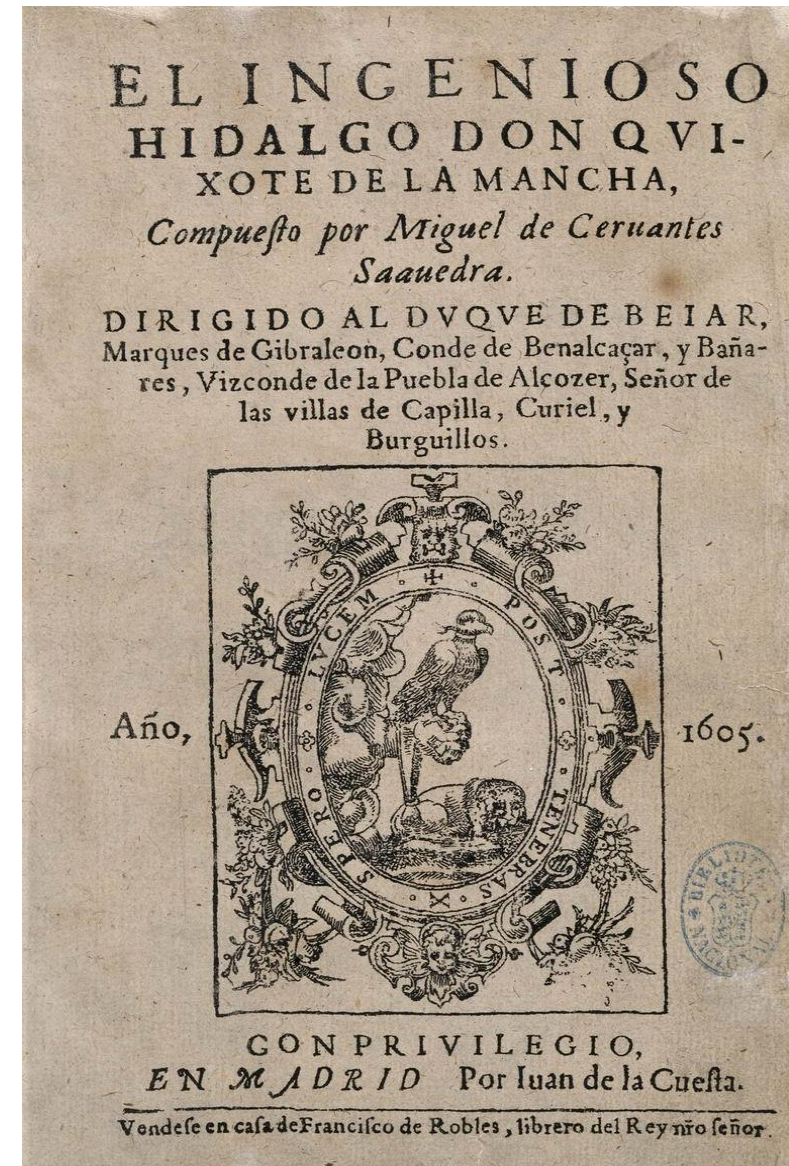 EL INGENIOSO
HIDALGO DON QVI-
XOTE DE LA MANCHA,
Compuesto por Miguel de Ceruantes
Saauedra.
DIRIGIDO AL DVQVE DE BEIAR,
Marques de Gibraleon, Conde de Benalcaçar, y Baña-
res, Vizconde de la Puebla de Alcozer, Señor de
las villas de Capilla, Curiel, y
Burguillos.
SPERO LVCEM POST TENEBRAS
X
Año, 1605.
CON PRIVILEGIO,
EN MADRID Por Iuan de la Cuesta.
Vendese en casa de Francisco de Robles, librero del Rey nr̃o señor.